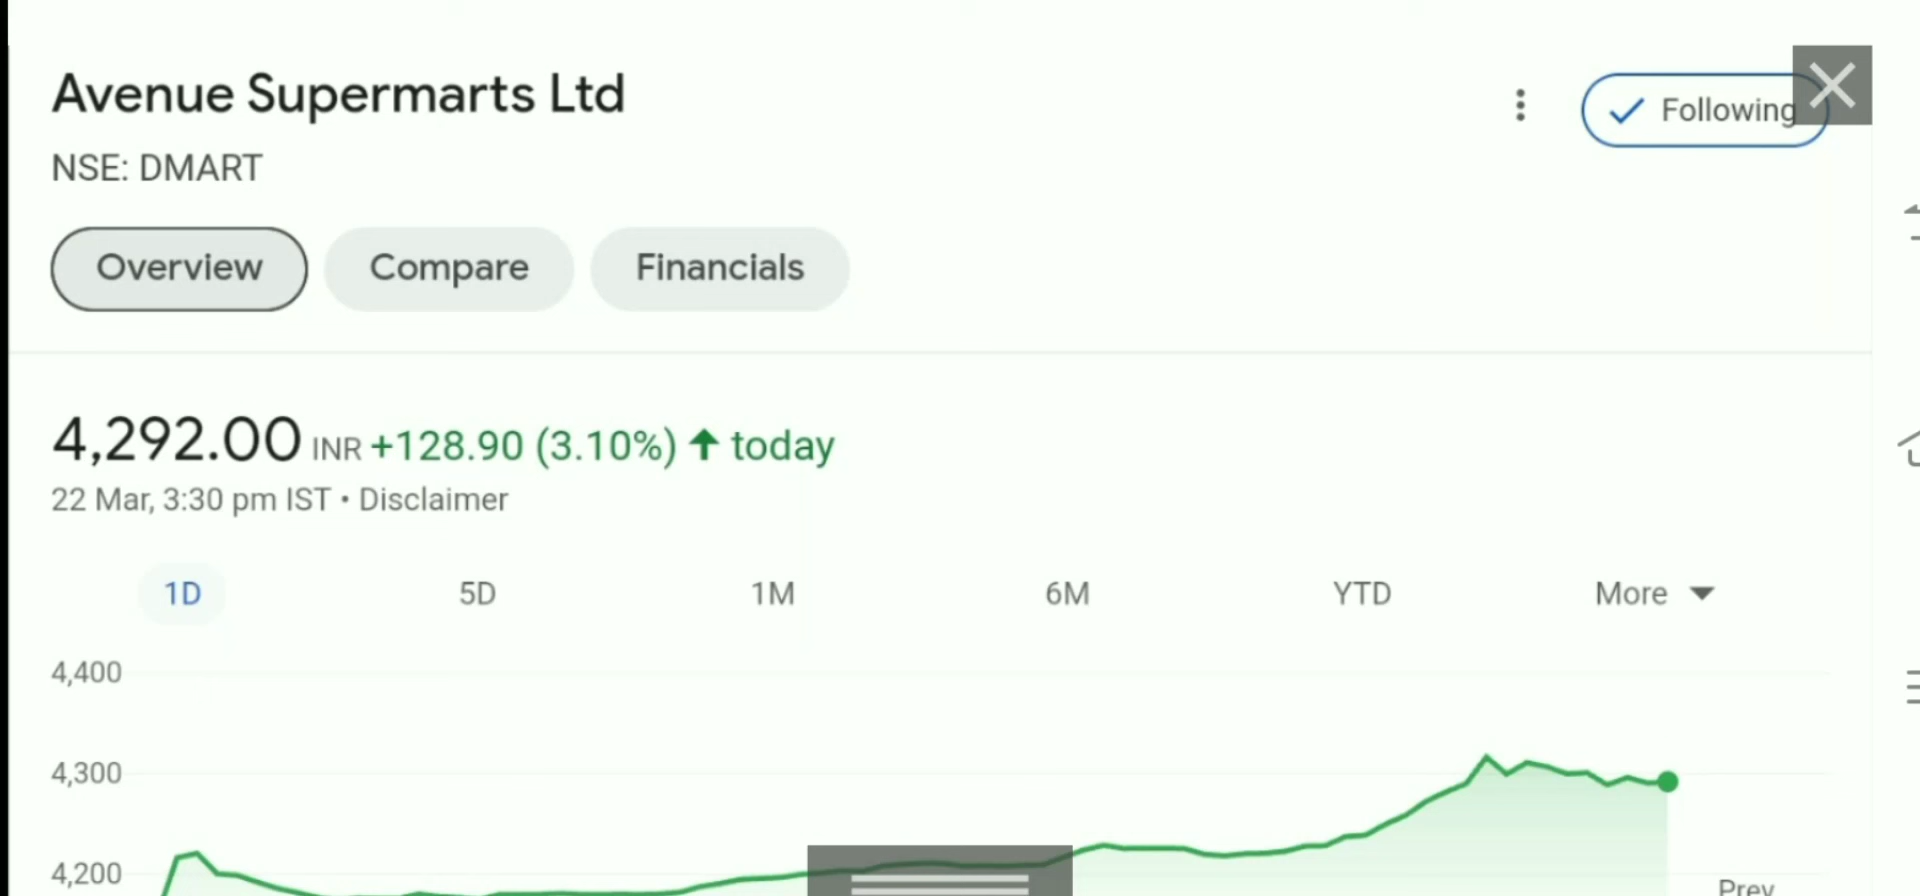 Avenue Supermarts Ltd
Following
NSE: DMART
Overview Compare Financials
4,292.00 INR +128.90 (3.10%) ↑ today
22 Mar, 3:30 pm IST • Disclaimer
1D 5D 1M 6M YTD More
4,400
4,300
4,200
Prev